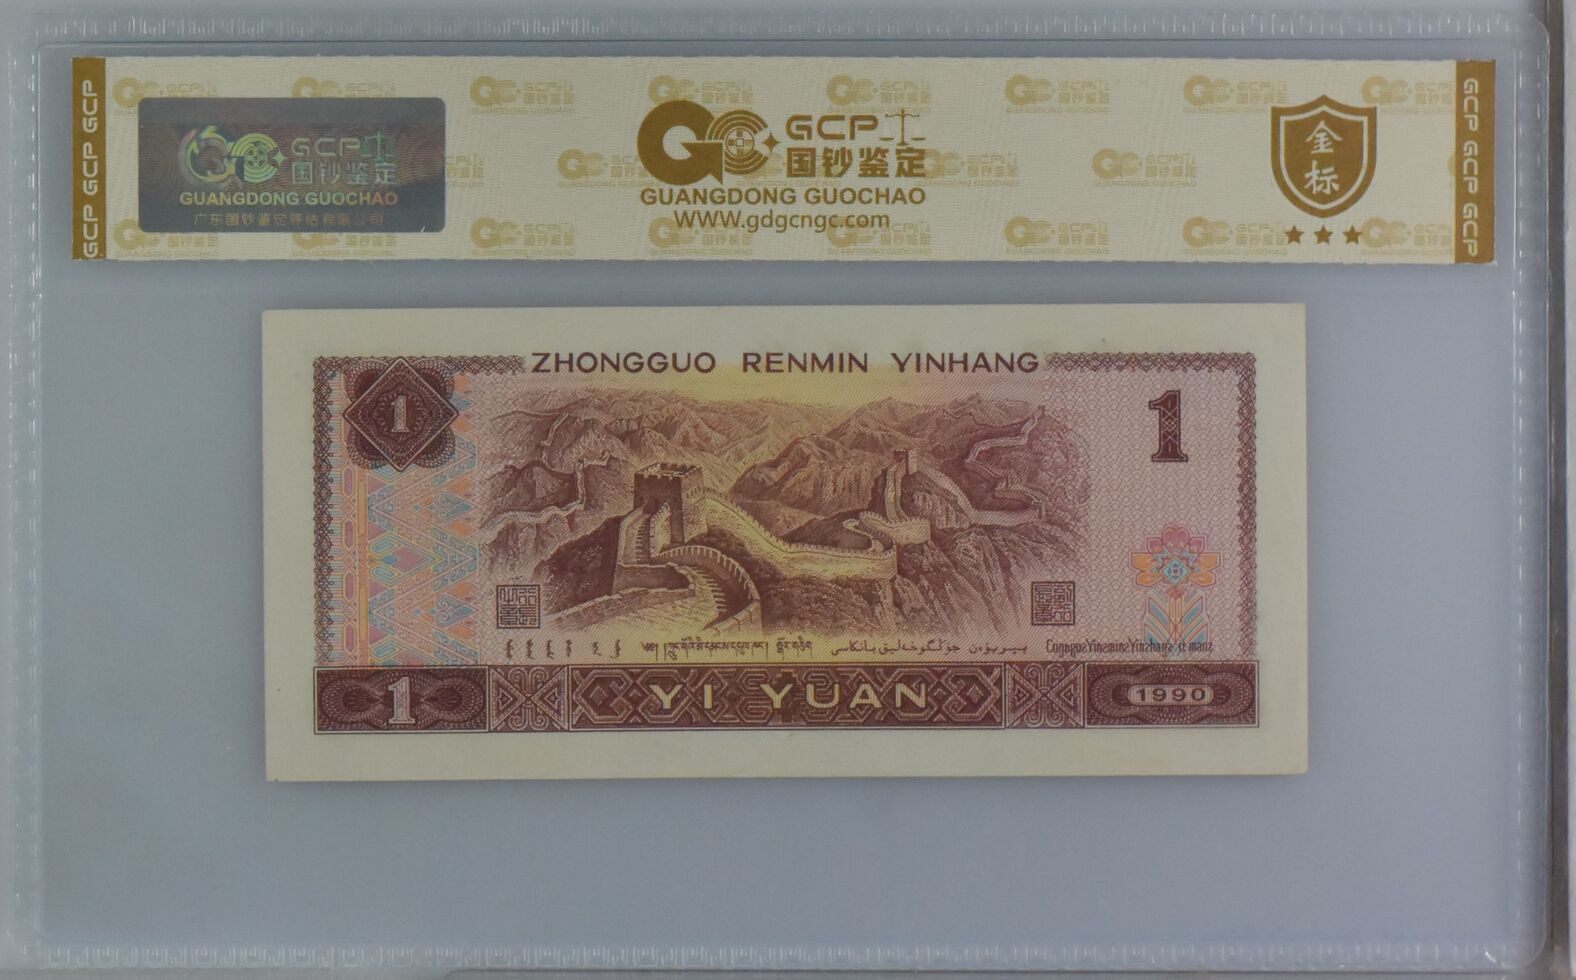 GCP GCP GCP
GCP 国钞鉴定
GUANGDONG GUOCHAO
广东国钞鉴定评估有限公司
GCP
国钞鉴定
GUANGDONG GUOCHAO
WWW.gdgcngc.com
金标
GCP GCP GCP
ZHONGGUO RENMIN YINHANG
1
1
1
YI YUAN
1990